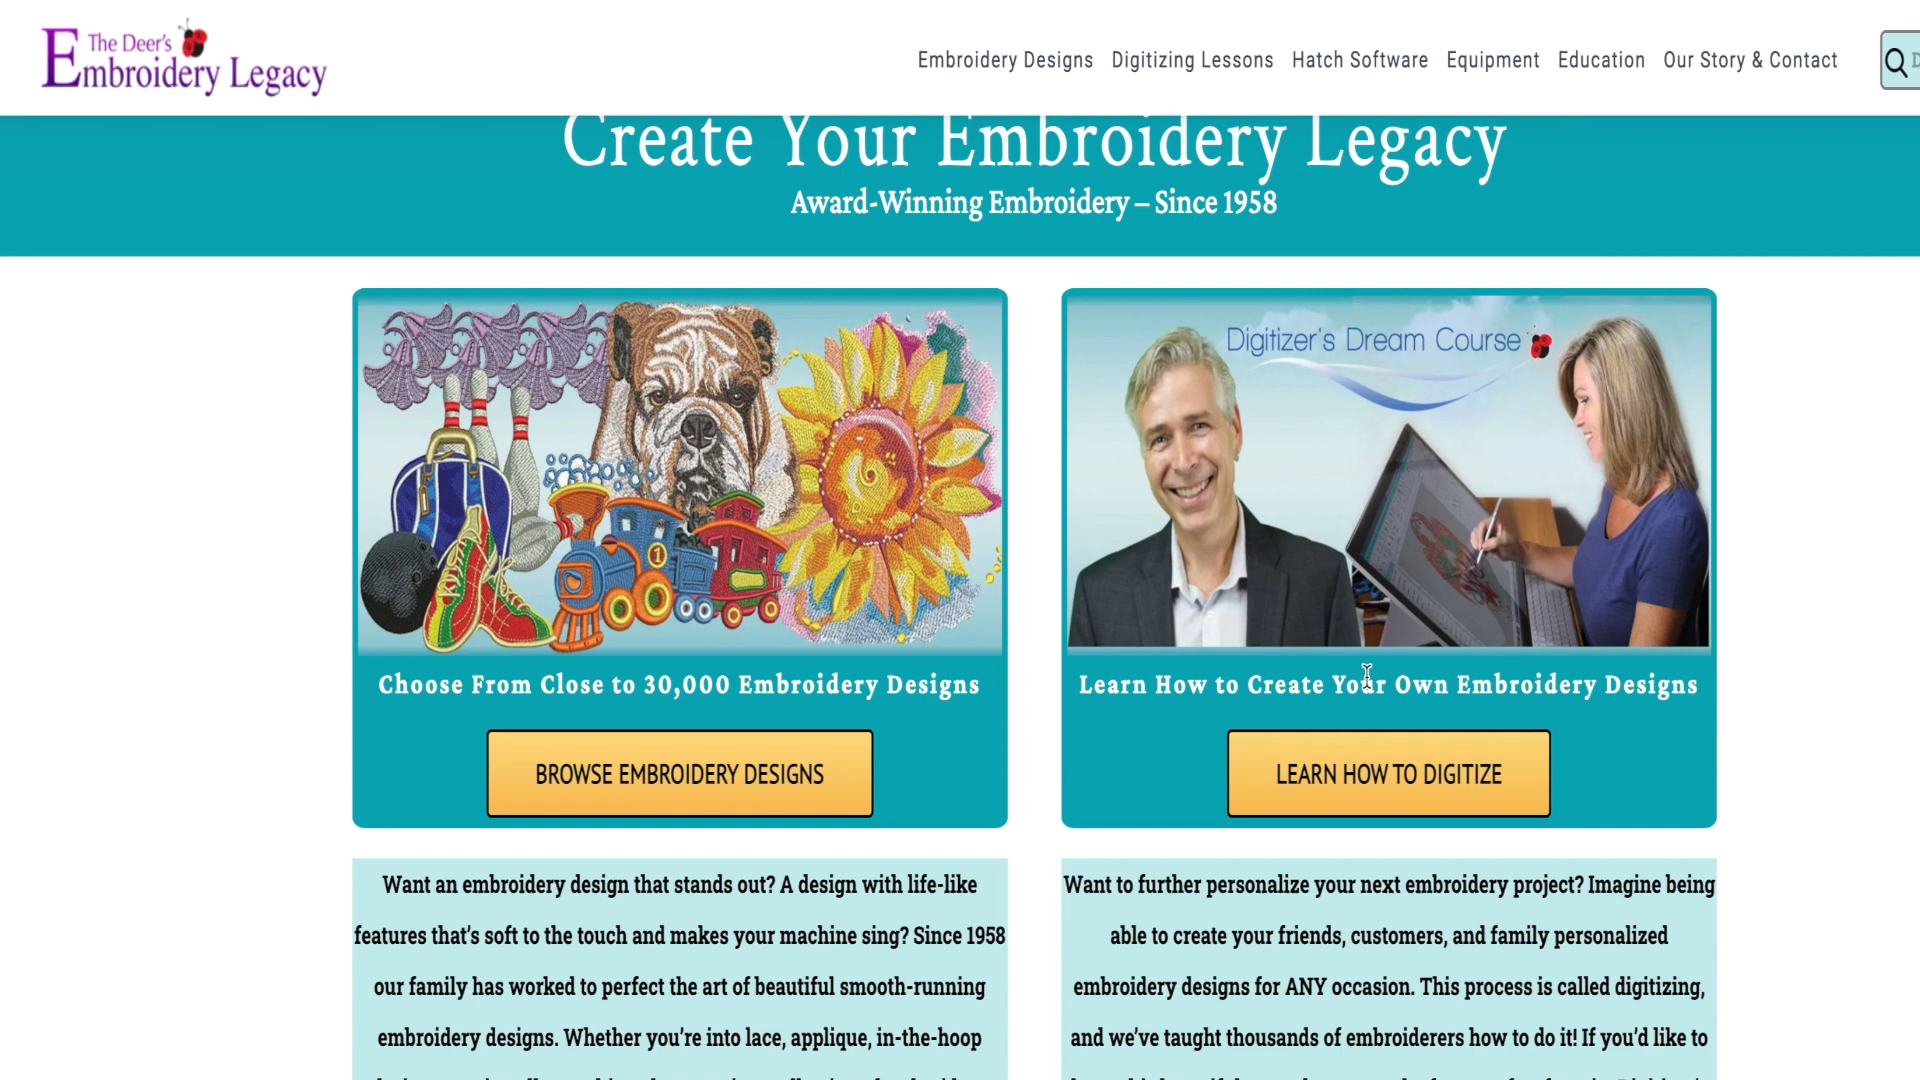 The Deer's
Embroidery Legacy
Embroidery Designs Digitizing Lessons Hatch Software Equipment Education Our Story & Contact
Create Your Embroidery Legacy
Award-Winning Embroidery – Since 1958
1
Digitizer's Dream Course
Choose From Close to 30,000 Embroidery Designs
Learn How to Create Your Own Embroidery Designs
BROWSE EMBROIDERY DESIGNS
LEARN HOW TO DIGITIZE
Want an embroidery design that stands out? A design with life-like
features that's soft to the touch and makes your machine sing? Since 1958
our family has worked to perfect the art of beautiful smooth-running
embroidery designs. Whether you're into lace, applique, in-the-hoop
Want to further personalize your next embroidery project? Imagine being
able to create your friends, customers, and family personalized
embroidery designs for ANY occasion. This process is called digitizing,
and we've taught thousands of embroiderers how to do it! If you'd like to